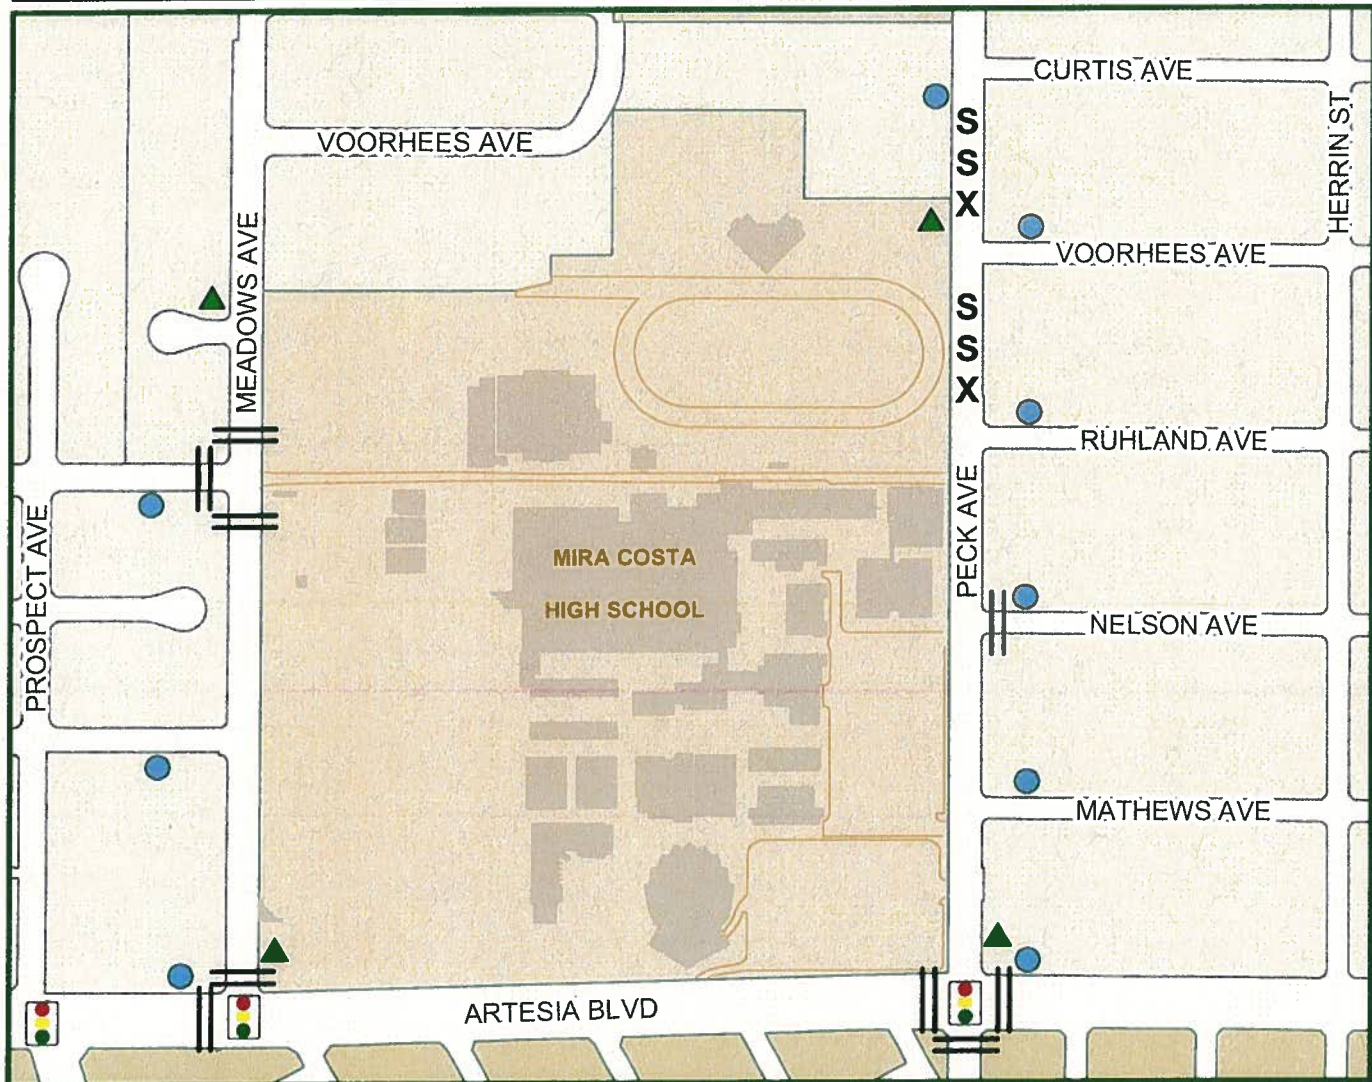 CURTIS AVE
VOORHEES AVE
HERRIN ST
S
S
X
MEADOWS AVE
VOORHEES AVE
S
S
X
RUHLAND AVE
PECK AVE
PROSPECT AVE
MIRA COSTA
HIGH SCHOOL
NELSON AVE
MATHEWS AVE
ARTESIA BLVD